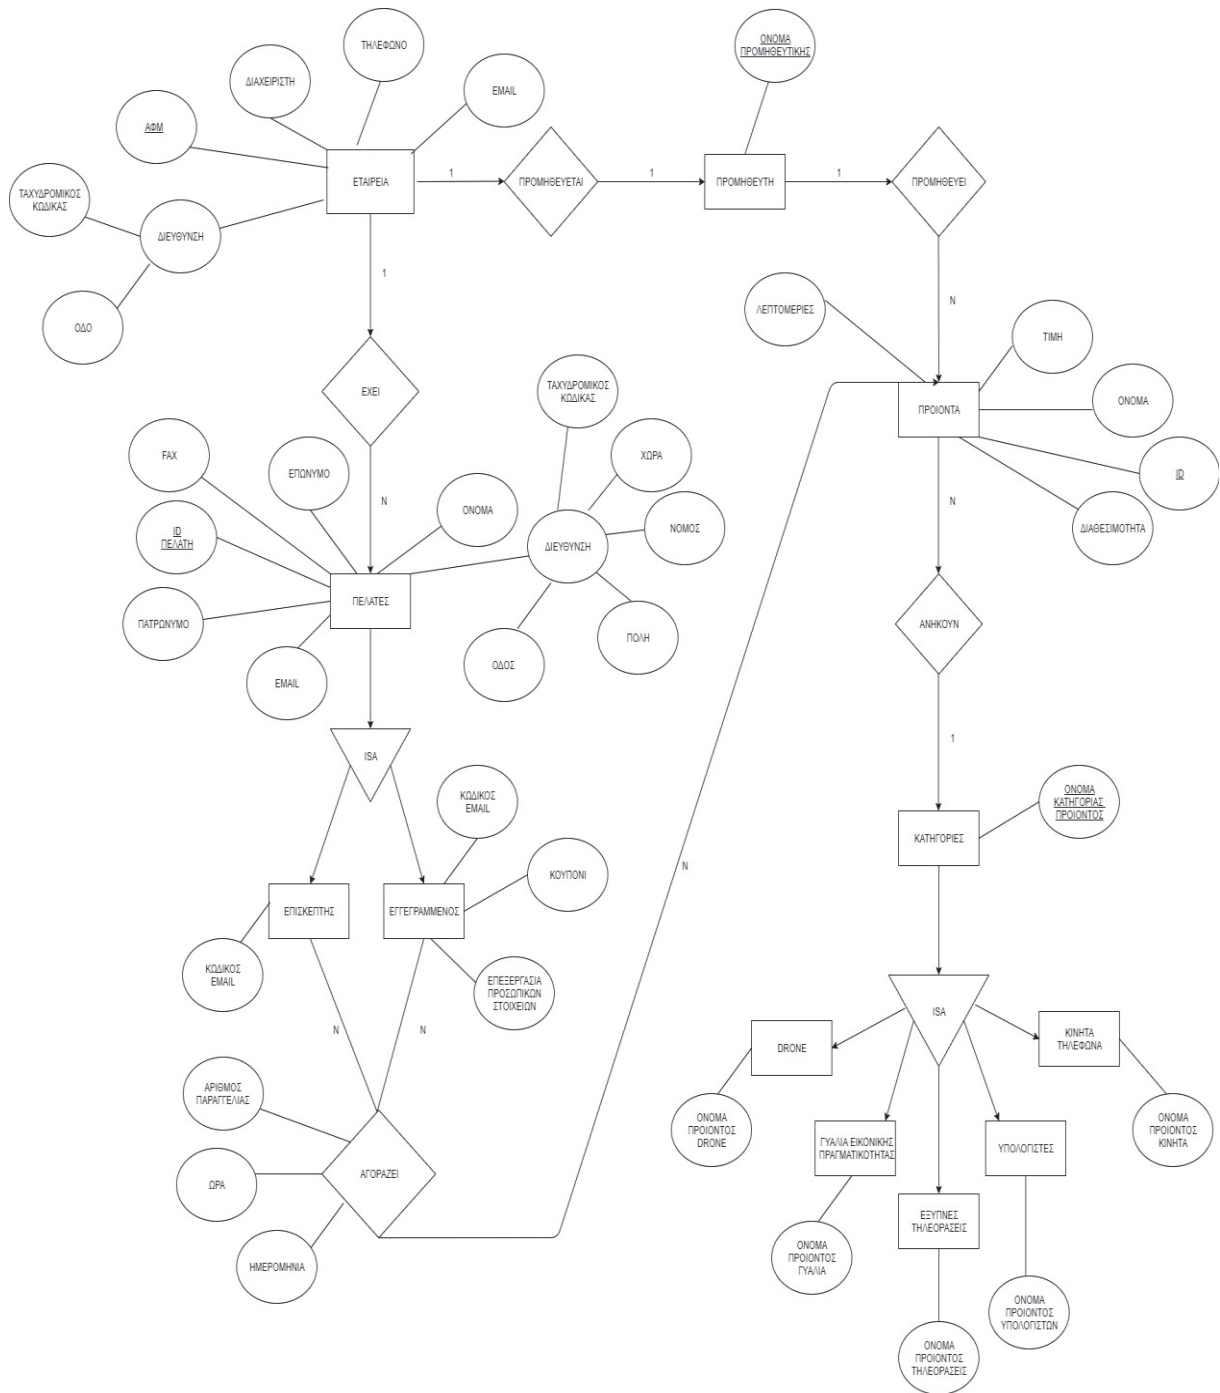 ΤΗΛΕΦΩΝΟ
ΔΙΑΧΕΙΡΙΣΤΗ
EMAIL
ΑΦΜ
ΟΝΟΜΑ
ΠΡΟΜΗΘΕΥΤΙΚΗΣ
ΤΑΧΥΔΡΟΜΙΚΟΣ
ΚΩΔΙΚΑΣ
ΔΙΕΥΘΥΝΣΗ
ΟΔΟ
ΕΤΑΙΡΕΙΑ
1
ΠΡΟΜΗΘΕΥΕΤΑΙ
1
ΠΡΟΜΗΘΕΥΤΗ
1
ΠΡΟΜΗΘΕΥΕΙ
1
N
ΛΕΠΤΟΜΕΡΙΕΣ
ΤΙΜΗ
ΟΝΟΜΑ
ΠΡΟΙΟΝΤΑ
ID
ΔΙΑΘΕΣΙΜΟΤΗΤΑ
ΕΧΕΙ
N
FAX
ΕΠΩΝΥΜΟ
ΟΝΟΜΑ
ID
ΠΕΛΑΤΗ
ΠΑΤΡΩΝΥΜΟ
EMAIL
ΠΕΛΑΤΕΣ
ΤΑΧΥΔΡΟΜΙΚΟΣ
ΚΩΔΙΚΑΣ
ΧΩΡΑ
ΝΟΜΟΣ
ΔΙΕΥΘΥΝΣΗ
ΠΟΛΗ
ΟΔΟΣ
N
ΑΝΗΚΟΥΝ
1
ΟΝΟΜΑ
ΚΑΤΗΓΟΡΙΑΣ
ΠΡΟΙΟΝΤΟΣ
ΚΑΤΗΓΟΡΙΕΣ
ISA
ΚΩΔΙΚΟΣ
EMAIL
ΚΟΥΠΟΝΙ
ΕΠΙΣΚΕΠΤΗΣ
ΕΓΓΕΓΡΑΜΜΕΝΟΣ
ΚΩΔΙΚΟΣ
EMAIL
ΕΠΕΞΕΡΓΑΣΙΑ
ΠΡΟΣΩΠΙΚΩΝ
ΣΤΟΙΧΕΙΩΝ
N
N
N
ΑΡΙΘΜΟΣ
ΠΑΡΑΓΓΕΛΙΑΣ
ΩΡΑ
ΗΜΕΡΟΜΗΝΙΑ
ΑΓΟΡΑΖΕΙ
ISA
DRONE
ΚΙΝΗΤΑ
ΤΗΛΕΦΩΝΑ
ΟΝΟΜΑ
ΠΡΟΙΟΝΤΟΣ
DRONE
ΟΝΟΜΑ
ΠΡΟΙΟΝΤΟΣ
ΚΙΝΗΤΑ
ΓΥΑΛΙΑ ΕΙΚΟΝΙΚΗΣ
ΠΡΑΓΜΑΤΙΚΟΤΗΤΑΣ
ΥΠΟΛΟΓΙΣΤΕΣ
ΕΞΥΠΝΕΣ
ΤΗΛΕΟΡΑΣΕΙΣ
ΟΝΟΜΑ
ΠΡΟΙΟΝΤΟΣ
ΓΥΑΛΙΑ
ΟΝΟΜΑ
ΠΡΟΙΟΝΤΟΣ
ΥΠΟΛΟΓΙΣΤΩΝ
ΟΝΟΜΑ
ΠΡΟΙΟΝΤΟΣ
ΤΗΛΕΟΡΑΣΕΙΣ